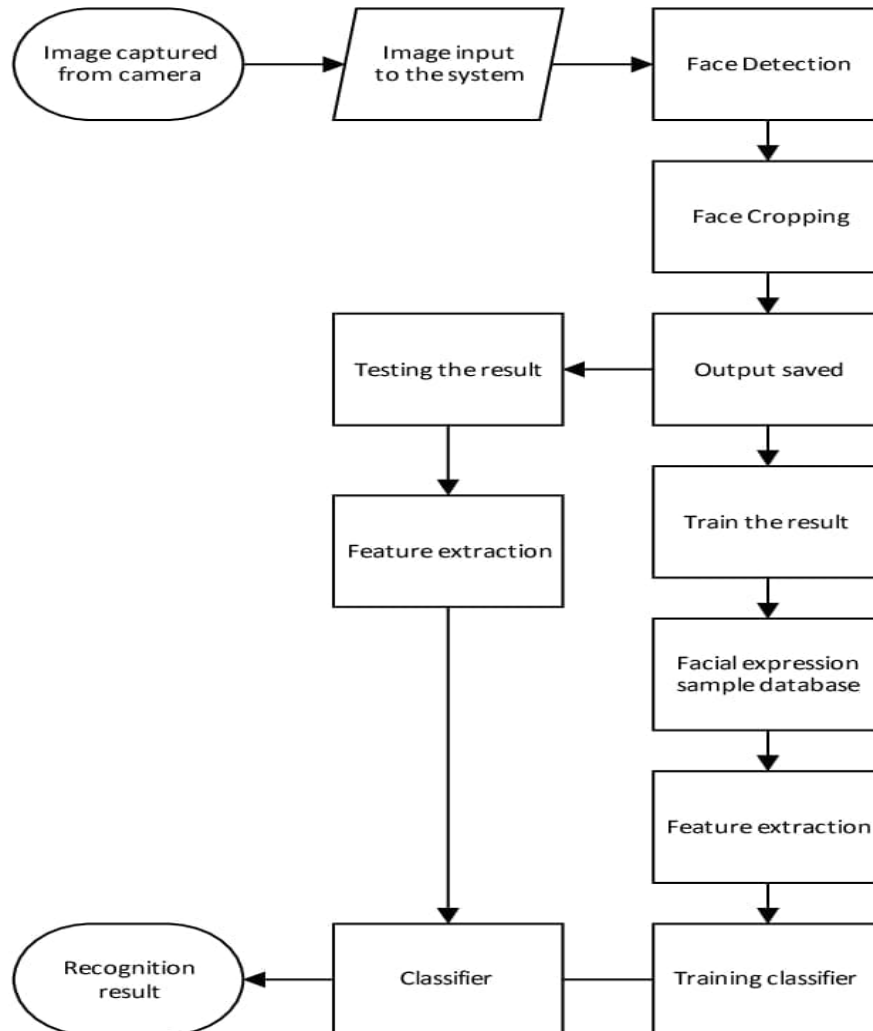 Image captured
from camera
Image input
to the system
Face Detection
Face Cropping
Testing the result
Output saved
Train the result
Feature extraction
Facial expression
sample database
Feature extraction
Recognition
result
Classifier
Training classifier